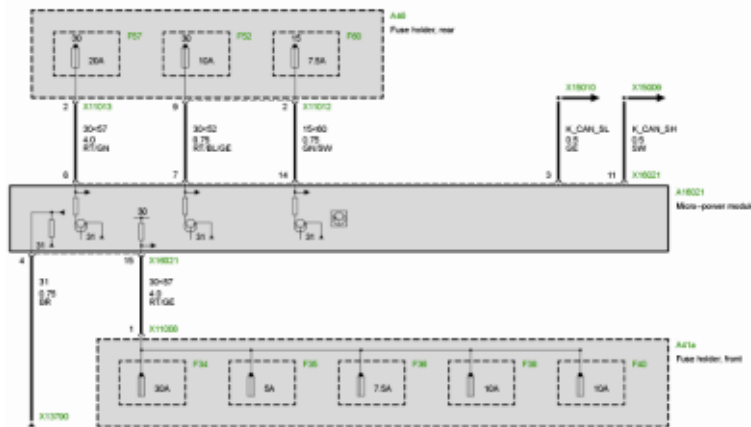 A46
Fuse holder, rear
30 F57 30 F52 15 F60
20A 10A 7.5A
2 X11013 9 2 X11012
X15010 X15009
30<57 30<52 15<60 K_CAN_SL K_CAN_SH
4.0 0.75 0.75 0.5 0.5
RT/GN RT/BL/GE GN/SW GE SW
6 7 14 3 11 X16021
A16021
Micro-power modul
30
31 31 31 31
4 15 X16021
31 30<87
0.75 4.0
BR RT/GE
1
A41a
Fuse holder, front
F34 F35 F36 F38 F40
30A 5A 7.5A 10A 10A
X13790